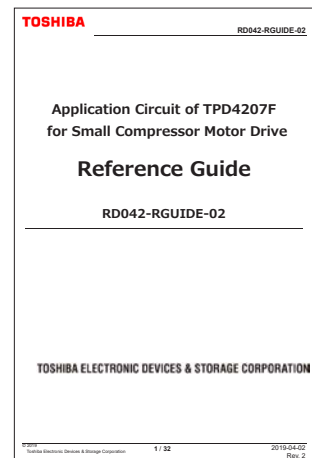 TOSHIBA
RD042-RGUIDE-02
Application Circuit of TPD4207F
for Small Compressor Motor Drive
Reference Guide
RD042-RGUIDE-02
TOSHIBA ELECTRONIC DEVICES & STORAGE CORPORATION
© 2019
Toshiba Electronic Devices & Storage Corporation
1 / 32
2019-04-02
Rev. 2